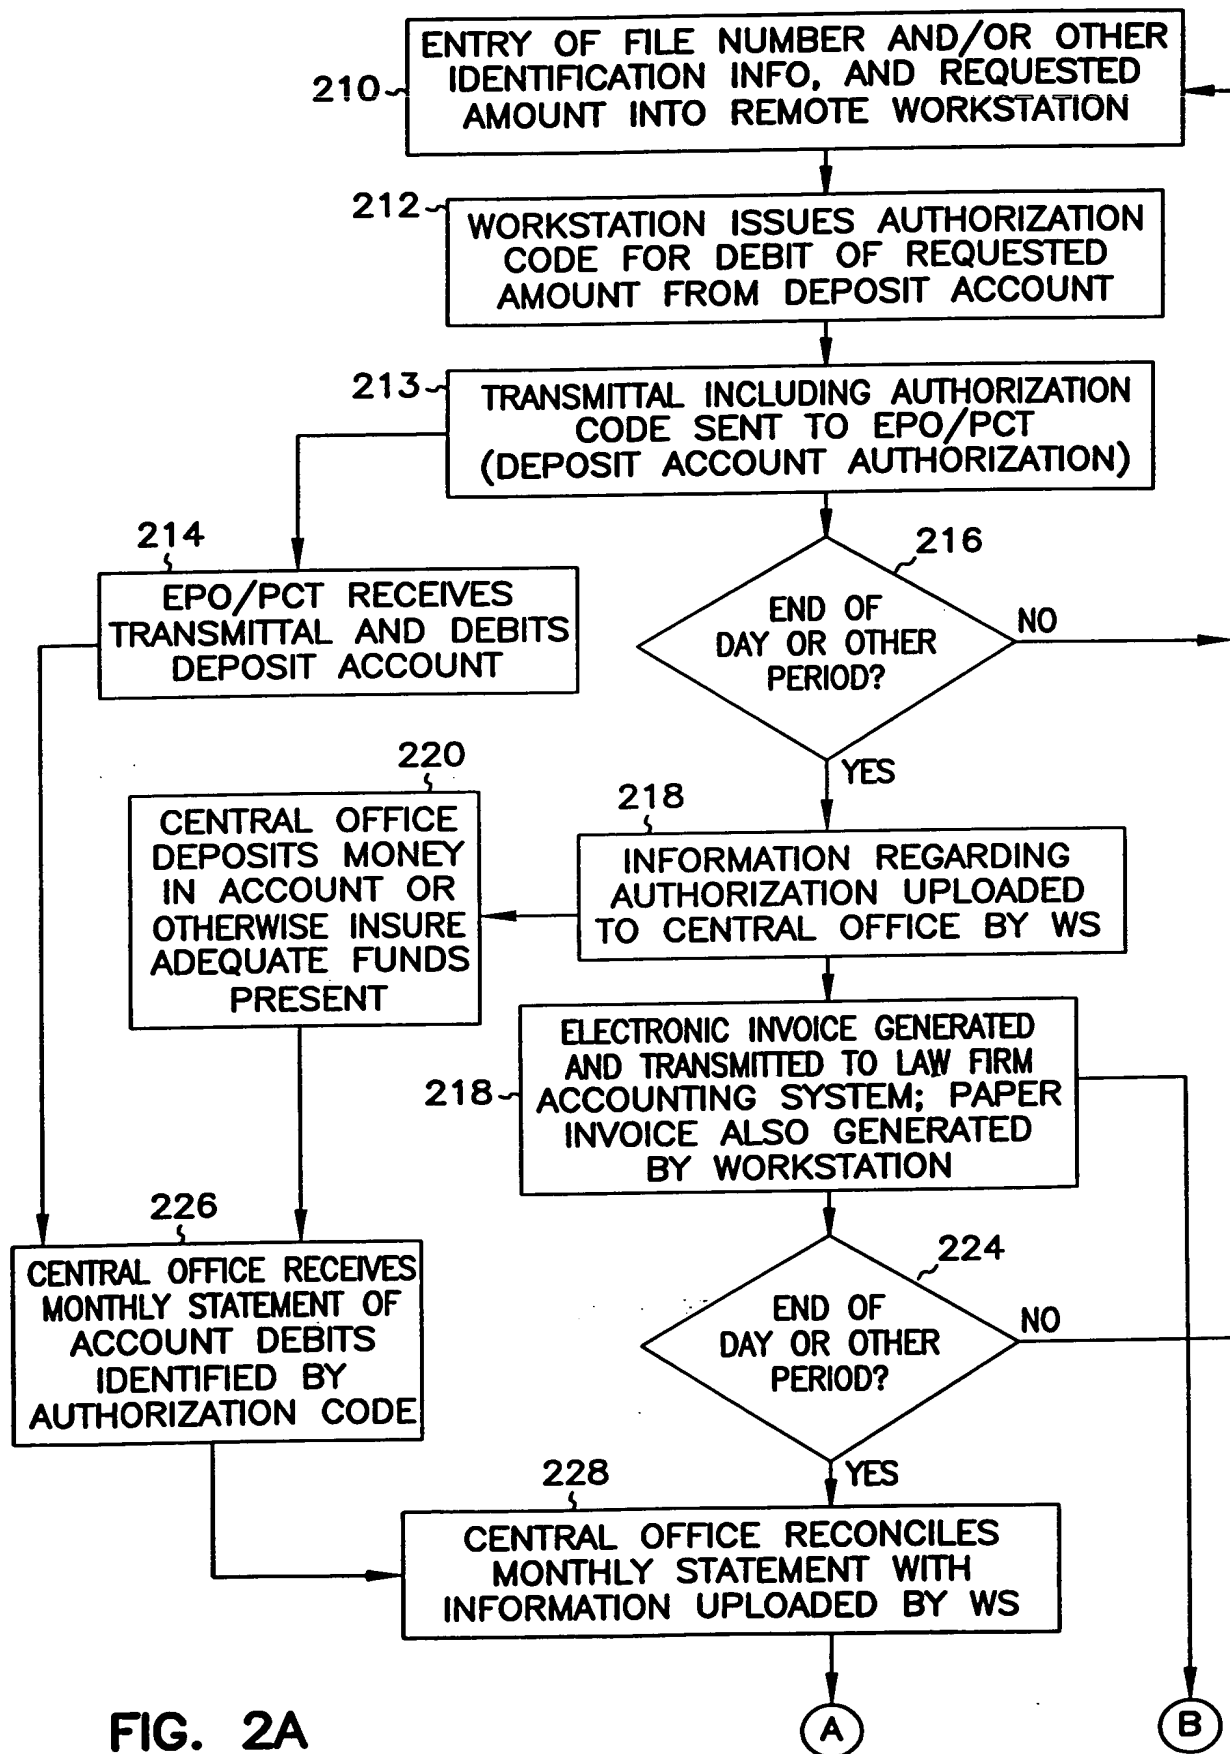 210
ENTRY OF FILE NUMBER AND/OR OTHER
IDENTIFICATION INFO, AND REQUESTED
AMOUNT INTO REMOTE WORKSTATION
212
WORKSTATION ISSUES AUTHORIZATION
CODE FOR DEBIT OF REQUESTED
AMOUNT FROM DEPOSIT ACCOUNT
213
TRANSMITTAL INCLUDING AUTHORIZATION
CODE SENT TO EPO/PCT
(DEPOSIT ACCOUNT AUTHORIZATION)
214
EPO/PCT RECEIVES
TRANSMITTAL AND DEBITS
DEPOSIT ACCOUNT
216
END OF
DAY OR OTHER
PERIOD?
NO
YES
220
CENTRAL OFFICE
DEPOSITS MONEY
IN ACCOUNT OR
OTHERWISE INSURE
ADEQUATE FUNDS
PRESENT
218
INFORMATION REGARDING
AUTHORIZATION UPLOADED
TO CENTRAL OFFICE BY WS
218
ELECTRONIC INVOICE GENERATED
AND TRANSMITTED TO LAW FIRM
ACCOUNTING SYSTEM; PAPER
INVOICE ALSO GENERATED
BY WORKSTATION
226
CENTRAL OFFICE RECEIVES
MONTHLY STATEMENT OF
ACCOUNT DEBITS
IDENTIFIED BY
AUTHORIZATION CODE
224
END OF
DAY OR OTHER
PERIOD?
NO
YES
228
CENTRAL OFFICE RECONCILES
MONTHLY STATEMENT WITH
INFORMATION UPLOADED BY WS
A
B
FIG. 2A